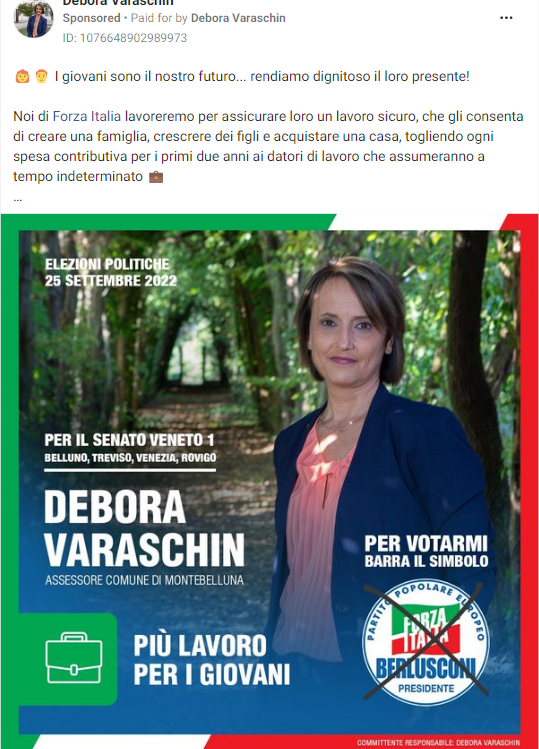 Debora Varaschin
Sponsored • Paid for by Debora Varaschin
ID: 1076648902989973
I giovani sono il nostro futuro... rendiamo dignitoso il loro presente!
Noi di Forza Italia lavoreremo per assicurare loro un lavoro sicuro, che gli consenta
di creare una famiglia, crescrere dei figli e acquistare una casa, togliendo ogni
spesa contributiva per i primi due anni ai datori di lavoro che assumeranno a
tempo indeterminato
...
ELEZIONI POLITICHE
25 SETTEMBRE 2022
PER IL SENATO VENETO 1
BELLUNO, TREVISO, VENEZIA, ROVIGO
DEBORA
VARASCHIN
ASSESSORE COMUNE DI MONTEBELLUNA
PER VOTARMI
BARRA IL SIMBOLO
PARTITO POPOLARE EUROPEO
FORZA
ITALIA
BERLUSCONI
PRESIDENTE
PIÙ LAVORO
PER I GIOVANI
COMMITTENTE RESPONSABILE: DEBORA VARASCHIN